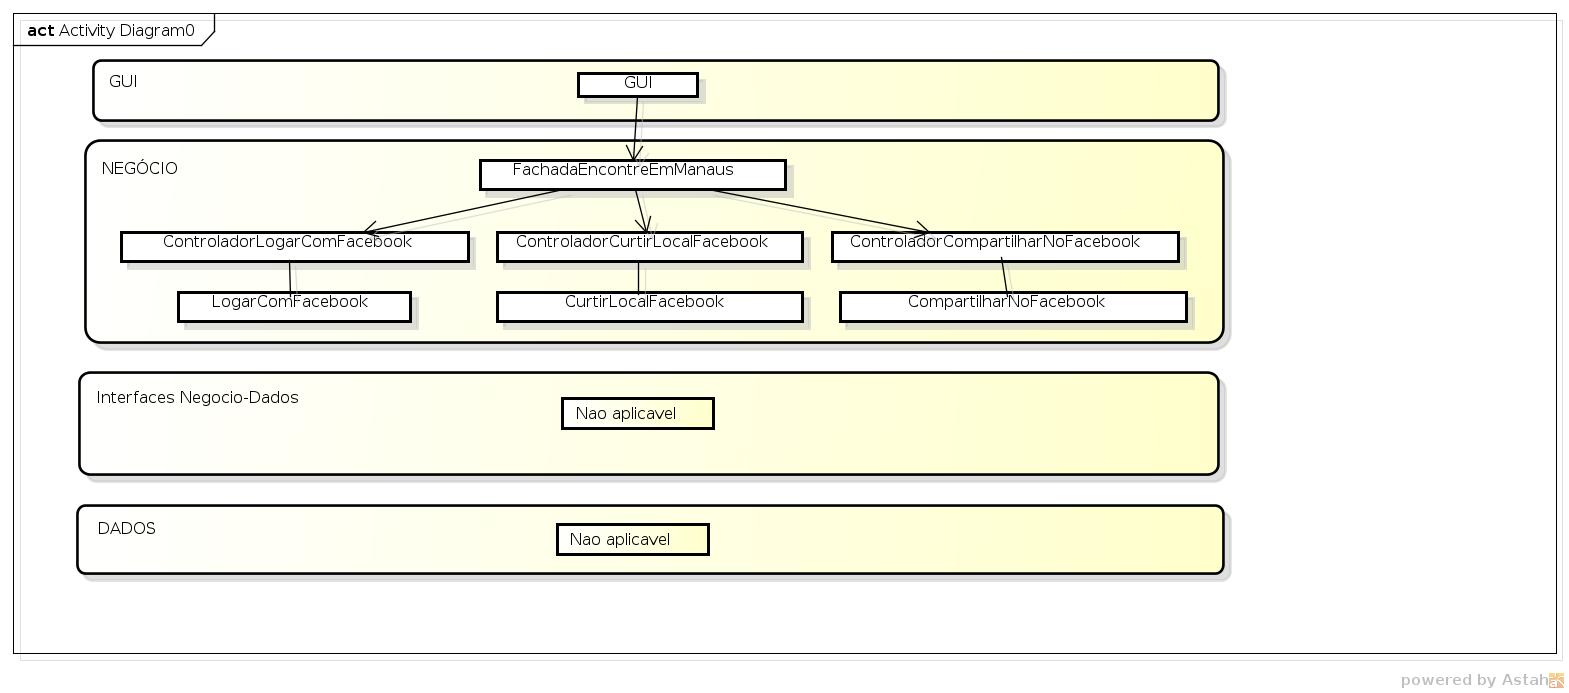 act Activity Diagram0
GUI
GUI
NEGÓCIO
FachadaEncontreEmManaus
ControladorLogarComFacebook
ControladorCurtirLocalFacebook
ControladorCompartilharNoFacebook
LogarComFacebook
CurtirLocalFacebook
CompartilharNoFacebook
Interfaces Negocio-Dados
Nao aplicavel
DADOS
Nao aplicavel
powered by Astah